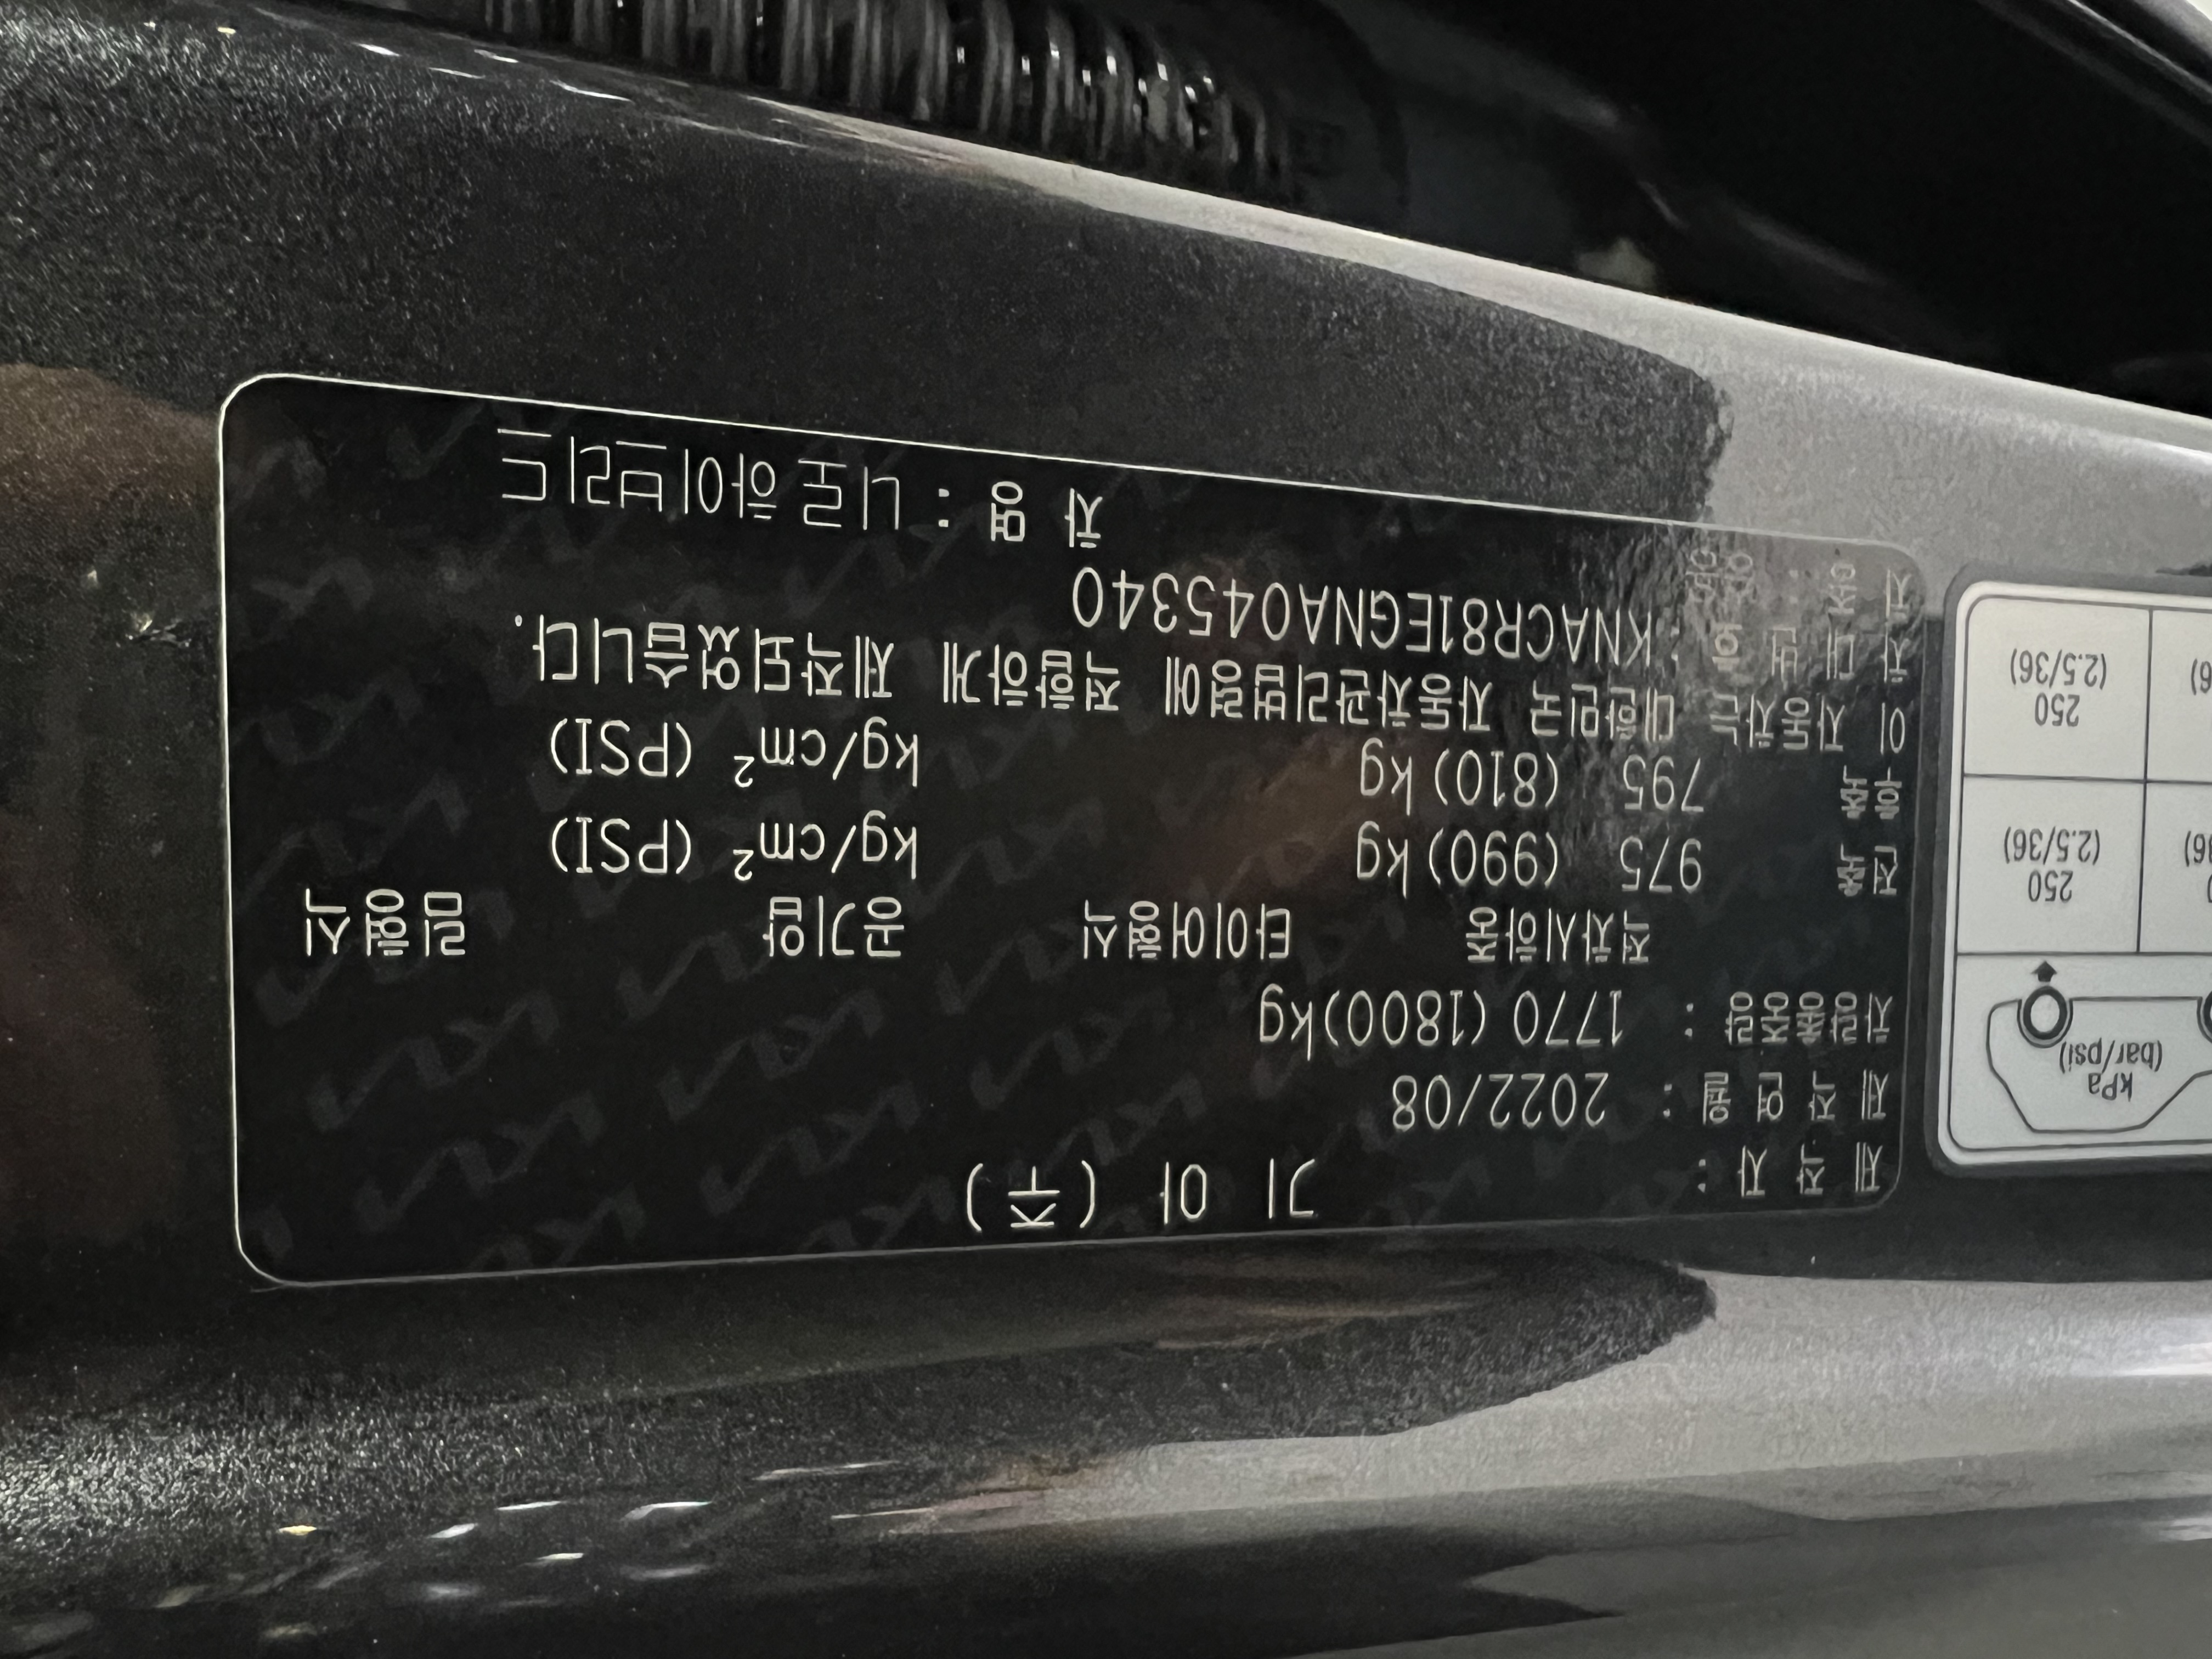 제 작 자 : 기 아 (주)
제 작 년 월 : 2022/08
차량총중량 : 1770 (1800)kg
적차시하중 타이어형식 공기압 림형식
전 축 975 (990) kg kg/cm² (PSI)
후 축 795 (810) kg kg/cm² (PSI)
이 자동차는 대한민국 자동차관리법령에 적합하게 제작되었습니다.
차 대 번 호 : KNACR81EGNA045340
차 명 : 니로하이브리드
kPa
(bar/psi)
250
(2.5/36)
250
(2.5/36)